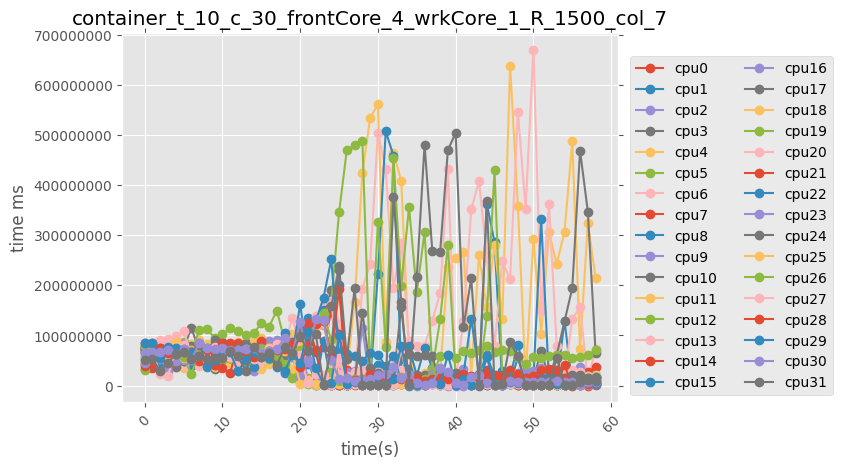 container_t_10_c_30_frontCore_4_wrkCore_1_R_1500_col_7
700000000
600000000
500000000
400000000
300000000
200000000
100000000
0
time ms
0
10
20
30
40
50
60
time(s)
cpu0
cpu1
cpu2
cpu3
cpu4
cpu5
cpu6
cpu7
cpu8
cpu9
cpu10
cpu11
cpu12
cpu13
cpu14
cpu15
cpu16
cpu17
cpu18
cpu19
cpu20
cpu21
cpu22
cpu23
cpu24
cpu25
cpu26
cpu27
cpu28
cpu29
cpu30
cpu31